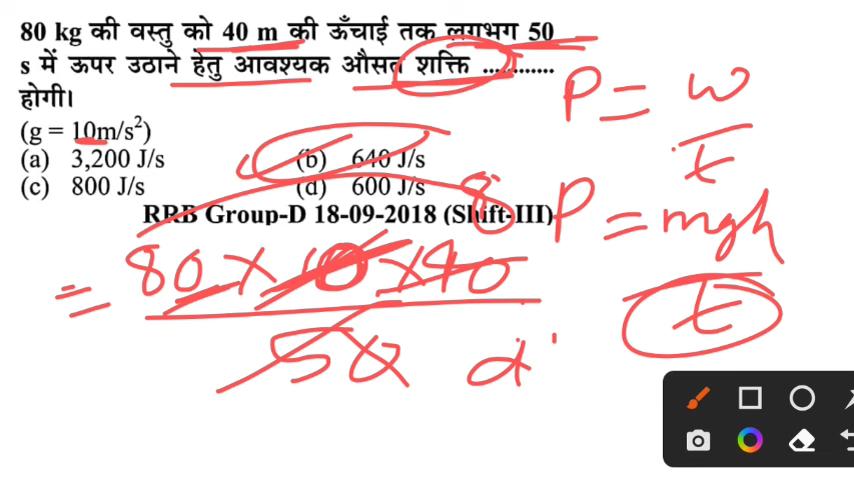 80 kg की वस्तु को 40 m की ऊँचाई तक लगभग 50
s में ऊपर उठाने हेतु आवश्यक औसत शक्ति ............
होगी।
(g = 10m/s²)
(a) 3,200 J/s (b) 640 J/s
(c) 800 J/s (d) 600 J/s
RRB Group-D 18-09-2018 (Shift-III)
P = w
t
8
P = mgh
t
= 80 × 10 × 40
50